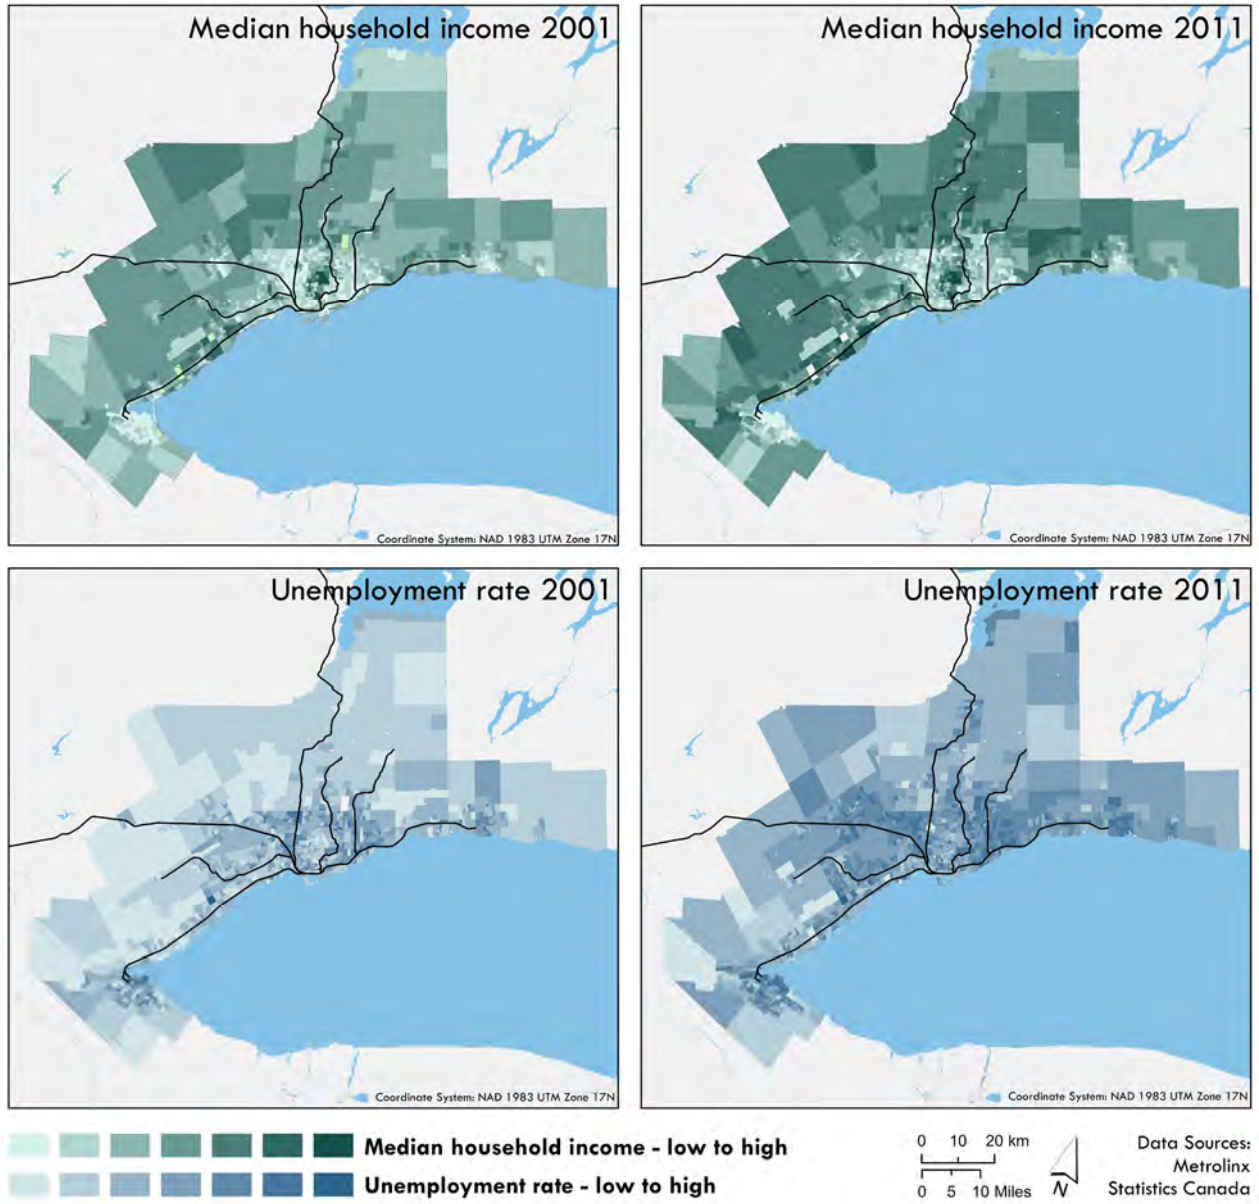 Median household income 2001
Median household income 2011
Coordinate System: NAD 1983 UTM Zone 17N
Coordinate System: NAD 1983 UTM Zone 17N
Unemployment rate 2001
Unemployment rate 2011
Coordinate System: NAD 1983 UTM Zone 17N
Coordinate System: NAD 1983 UTM Zone 17N
Median household income - low to high
Unemployment rate - low to high
0 10 20 km
0 5 10 Miles
N
Data Sources:
Metrolinx
Statistics Canada